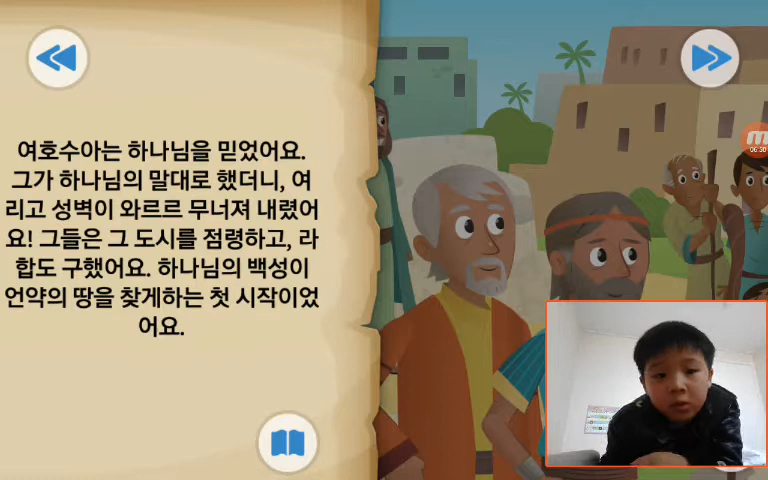 여호수아는 하나님을 믿었어요.
그가 하나님의 말대로 했더니, 여
리고 성벽이 와르르 무너져 내렸어
요! 그들은 그 도시를 점령하고, 라
합도 구했어요. 하나님의 백성이
언약의 땅을 찾게하는 첫 시작이었
어요.